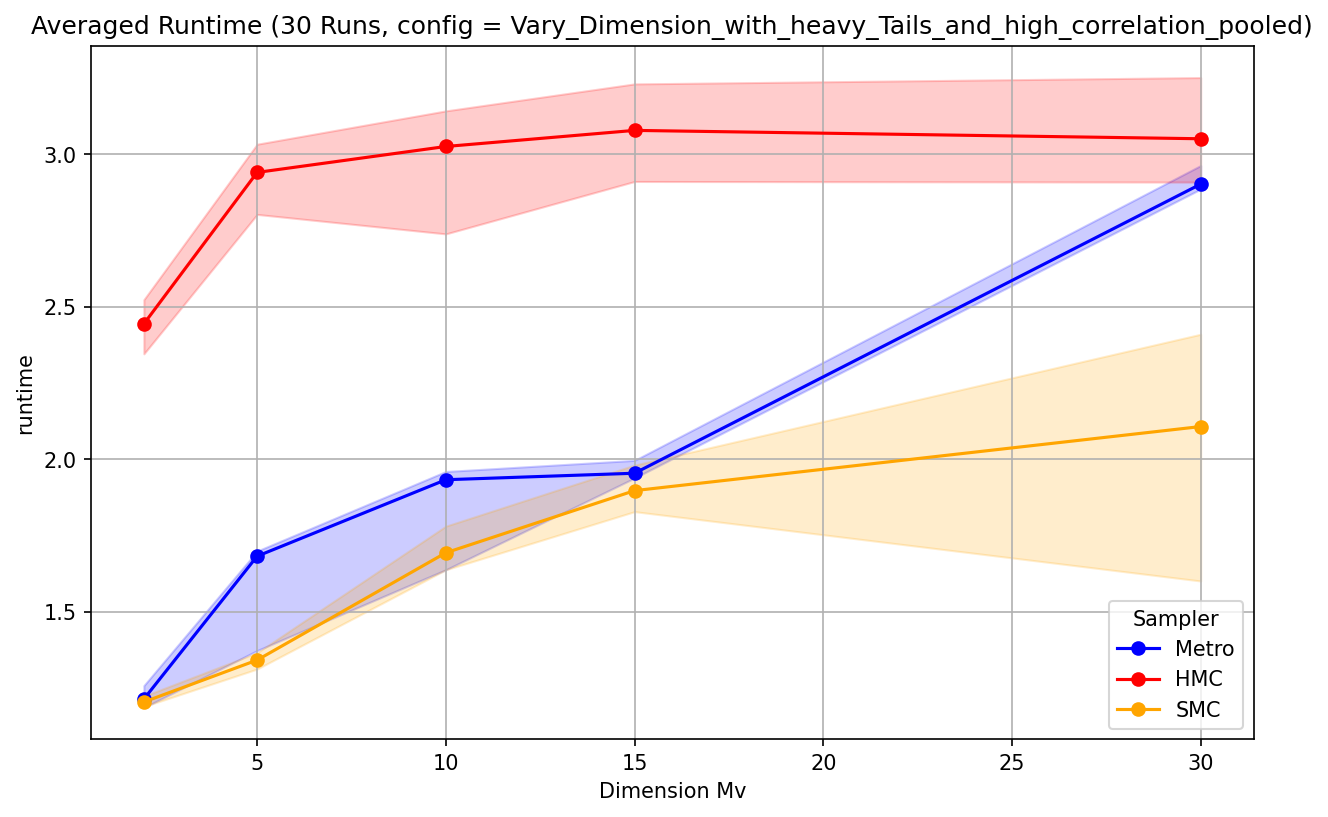 Averaged Runtime (30 Runs, config = Vary_Dimension_with_heavy_Tails_and_high_correlation_pooled)
3.0
2.5
2.0
1.5
runtime
5 10 15 20 25 30
Dimension Mv
Sampler
Metro
HMC
SMC